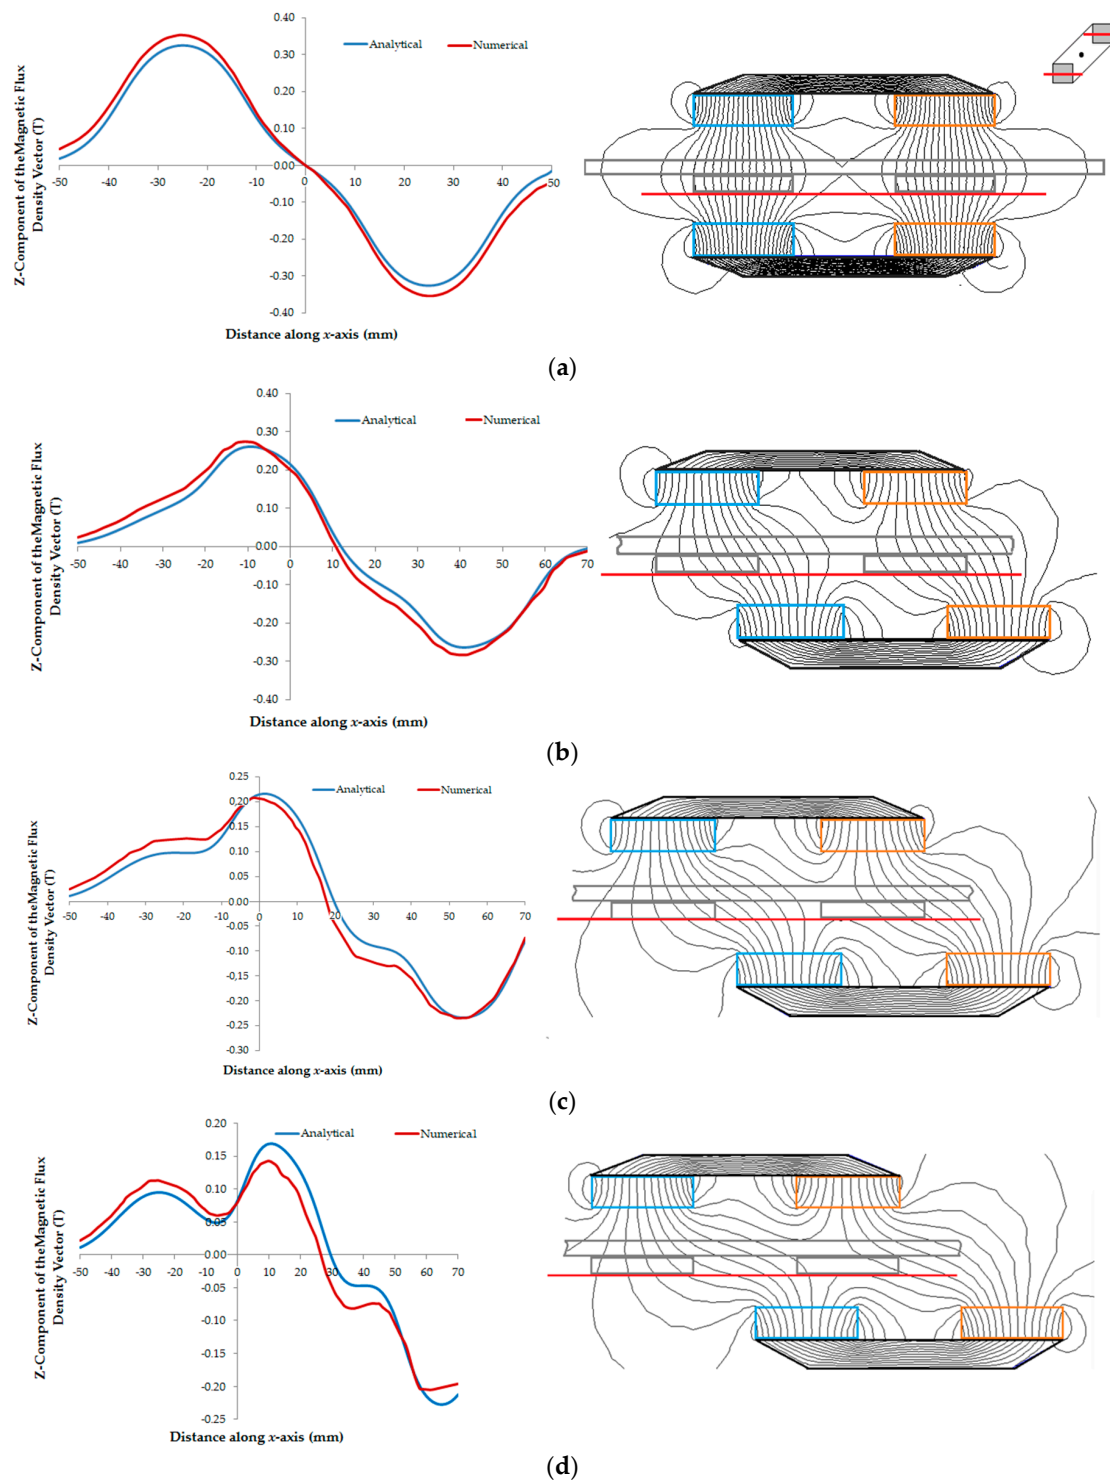 Z-Component of theMagnetic Flux
Density Vector (T)
0.40
0.30
0.20
0.10
0.00
-0.10
-0.20
-0.30
-0.40
-50 -40 -30 -20 -10 0 10 20 30 40 50
Analytical Numerical
Distance along x-axis (mm)
(a)
Z-Component of theMagnetic Flux
Density Vector (T)
0.40
0.30
0.20
0.10
0.00
-0.10
-0.20
-0.30
-0.40
-50 -40 -30 -20 -10 0 10 20 30 40 50 60 70
Analytical Numerical
Distance along x-axis (mm)
(b)
Z-Component of theMagnetic Flux
Density Vector (T)
0.25
0.20
0.15
0.10
0.05
0.00
-0.05
-0.10
-0.15
-0.20
-0.25
-0.30
-50 -40 -30 -20 -10 0 10 20 30 40 50 60 70
Analytical Numerical
Distance along x-axis (mm)
(c)
Z-Component of theMagnetic Flux
Density Vector (T)
0.20
0.15
0.10
0.05
0.00
-0.05
-0.10
-0.15
-0.20
-0.25
-50 -40 -30 -20 -10 0 10 20 30 40 50 60 70
Analytical Numerical
Distance along x-axis (mm)
(d)